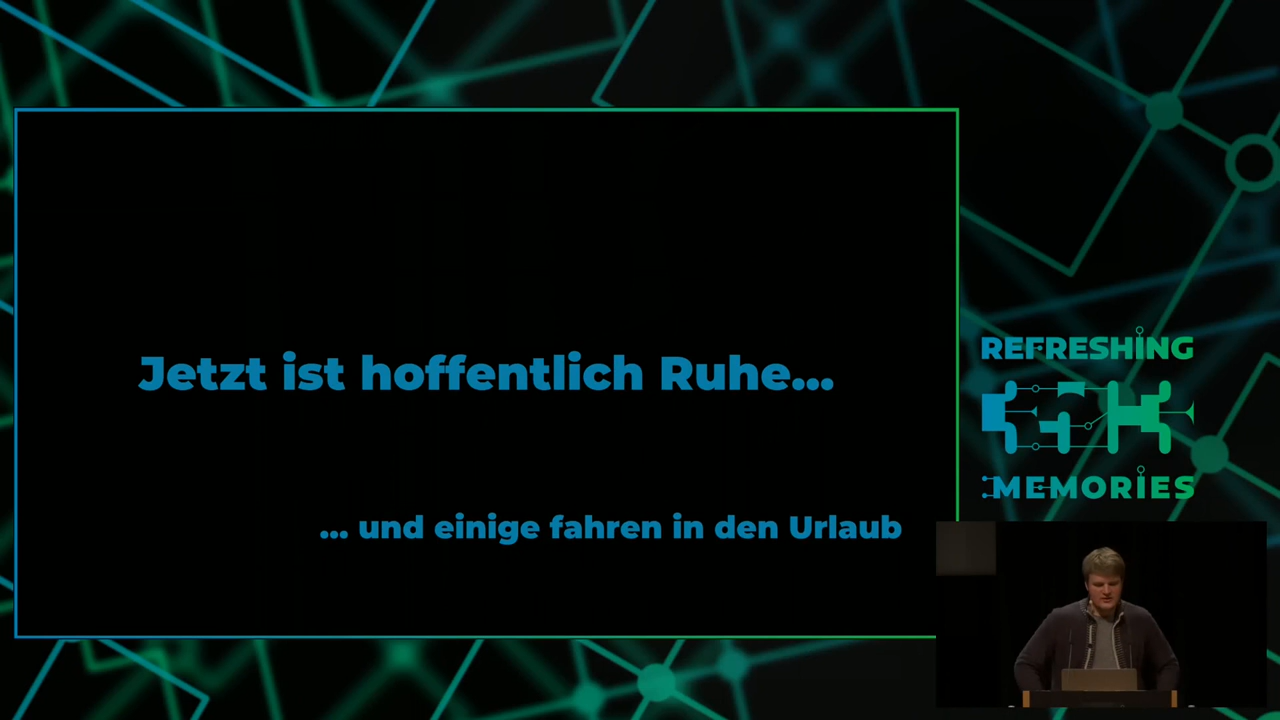 Jetzt ist hoffentlich Ruhe...
... und einige fahren in den Urlaub
REFRESHING
MEMORIES